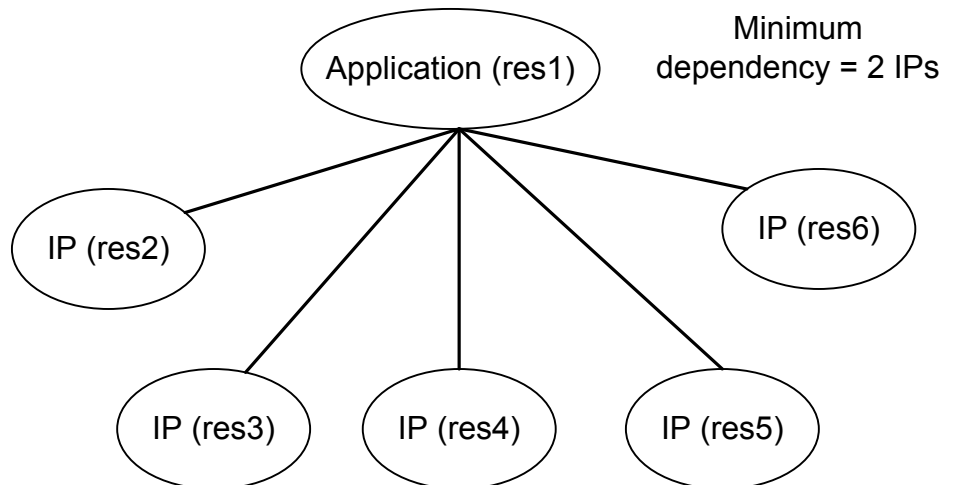 Minimum
dependency = 2 IPs
Application (res1)
IP (res2)
IP (res6)
IP (res3)
IP (res4)
IP (res5)